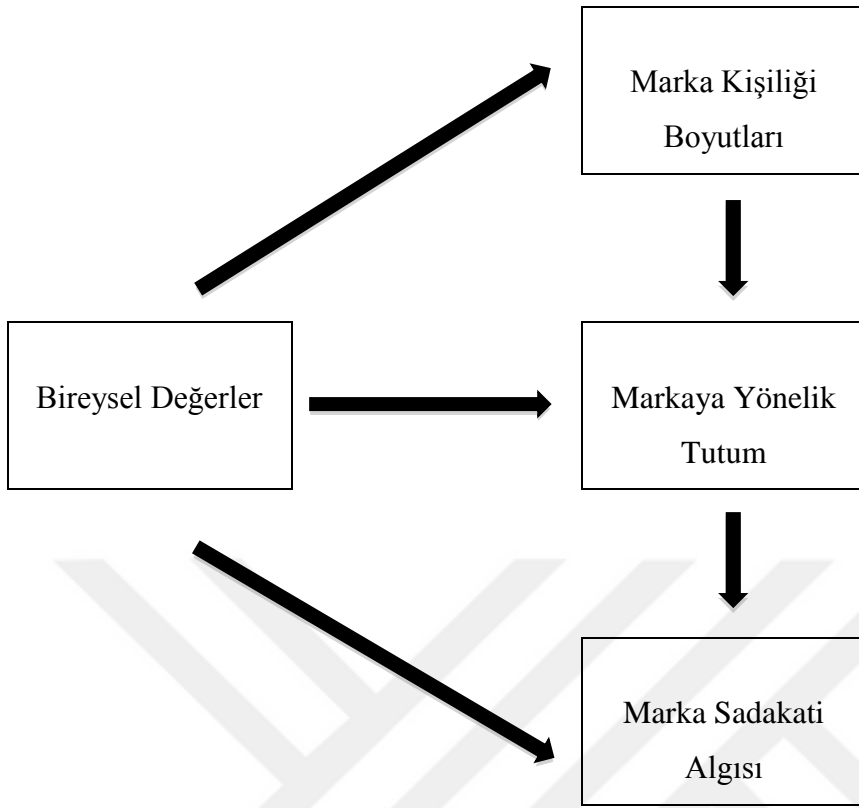 Marka Kişiliği
Boyutları
Bireysel Değerler
Markaya Yönelik
Tutum
Marka Sadakati
Algısı